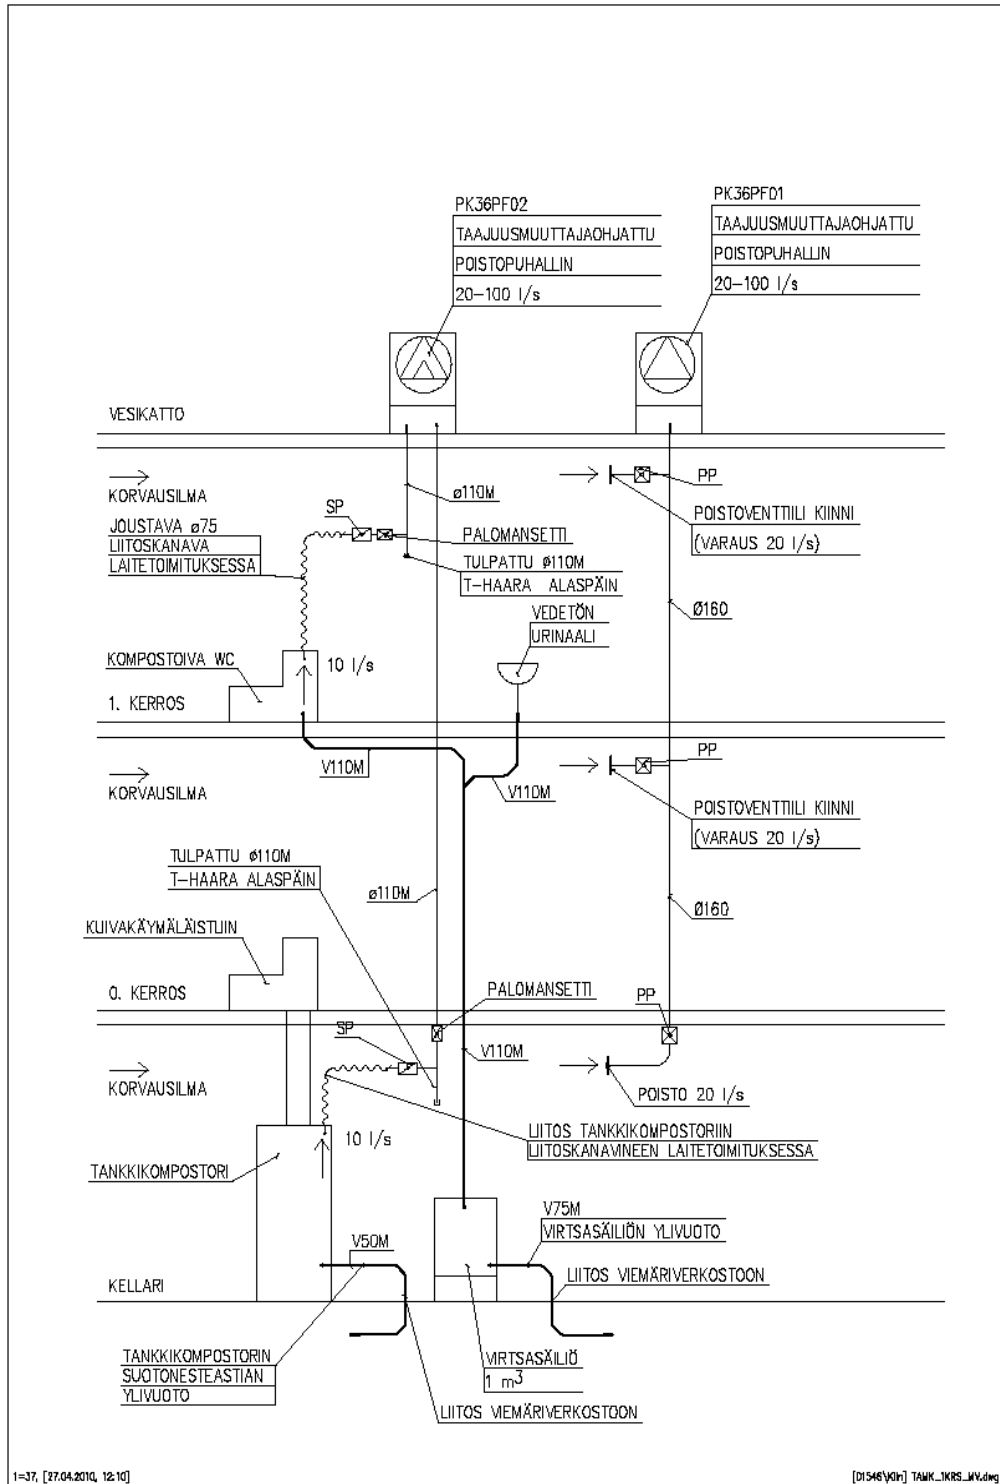 PK36PF02
TAAJUUSMUUTTAJAOHJATTU
POISTOPUHALLIN
20-100 l/s
PK36PF01
TAAJUUSMUUTTAJAOHJATTU
POISTOPUHALLIN
20-100 l/s
VESIKATTO
KORVAUSILMA
JOUSTAVA ø75
LIITOSKANAVA
LAITETOIMITUKSESSA
SP
ø110M
PALOMANSETTI
TULPATTU ø110M
T-HAARA ALASPÄIN
PP
POISTOVENTTIILI KIINNI
(VARAUS 20 l/s)
VEDETÖN
URINAALI
Ø160
KOMPOSTOIVA WC
10 l/s
1. KERROS
V110M
V110M
KORVAUSILMA
PP
POISTOVENTTIILI KIINNI
(VARAUS 20 l/s)
TULPATTU ø110M
T-HAARA ALASPÄIN
ø110M
Ø160
KUIVAKÄYMÄLÄISTUIN
0. KERROS
PALOMANSETTI
PP
SP
V110M
KORVAUSILMA
POISTO 20 l/s
10 l/s
LIITOS TANKKIKOMPOSTORIIN
LIITOSKANAVINEEN LAITETOIMITUKSESSA
TANKKIKOMPOSTORI
V50M
V75M
VIRTSASÄILIÖN YLIVUOTO
LIITOS VIEMÄRIVERKOSTOON
KELLARI
TANKKIKOMPOSTORIN
SUOTONESTEASTIAN
YLIVUOTO
VIRTSASÄILIÖ
1 m³
LIITOS VIEMÄRIVERKOSTOON
1=37, [27.04.2010, 12:10]
TAMK_1KRS_MV.dwg